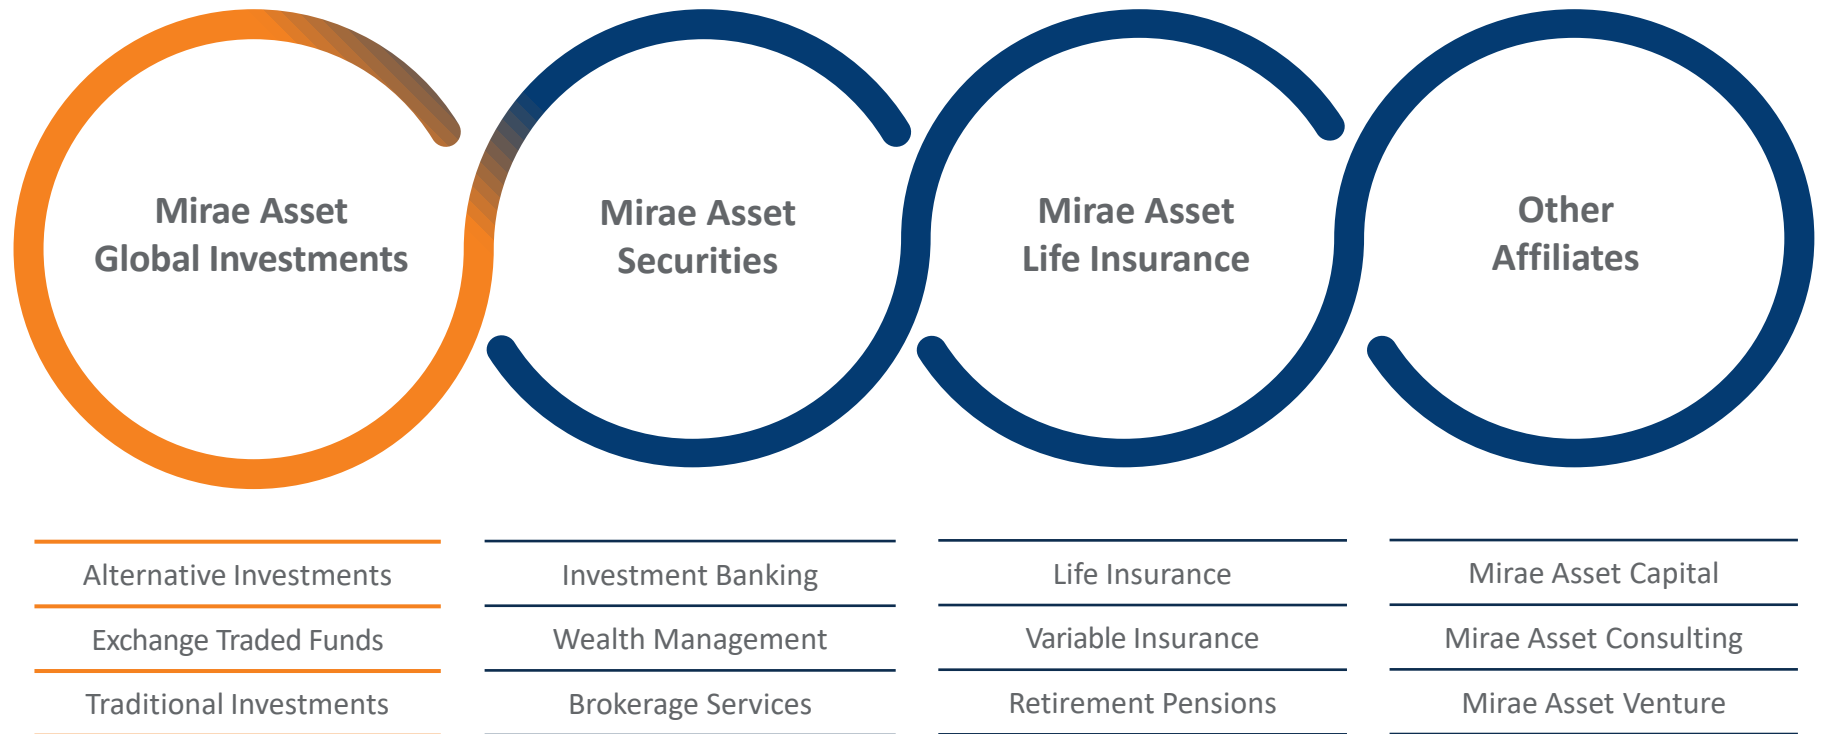 Mirae Asset
Global Investments
Mirae Asset
Securities
Mirae Asset
Life Insurance
Other
Affiliates
Alternative Investments
Exchange Traded Funds
Traditional Investments
Investment Banking
Wealth Management
Brokerage Services
Life Insurance
Variable Insurance
Retirement Pensions
Mirae Asset Capital
Mirae Asset Consulting
Mirae Asset Venture